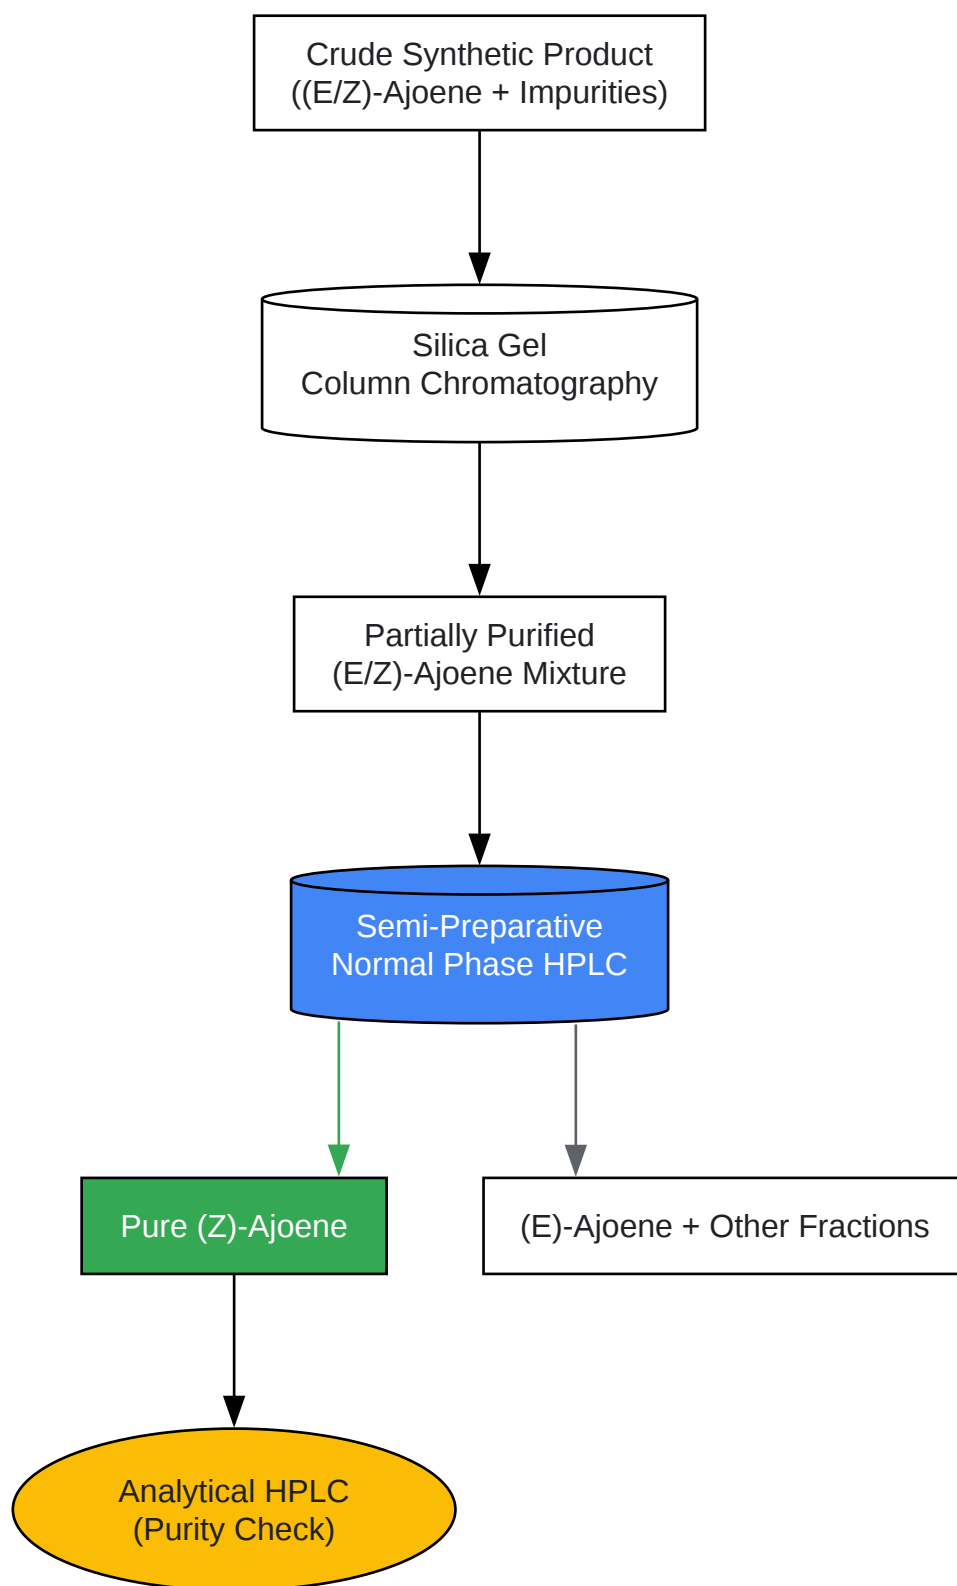 Crude Synthetic Product
((E/Z)-Ajoene + Impurities)
Silica Gel
Column Chromatography
Partially Purified
(E/Z)-Ajoene Mixture
Semi-Preparative
Normal Phase HPLC
Pure (Z)-Ajoene
(E)-Ajoene + Other Fractions
Analytical HPLC
(Purity Check)